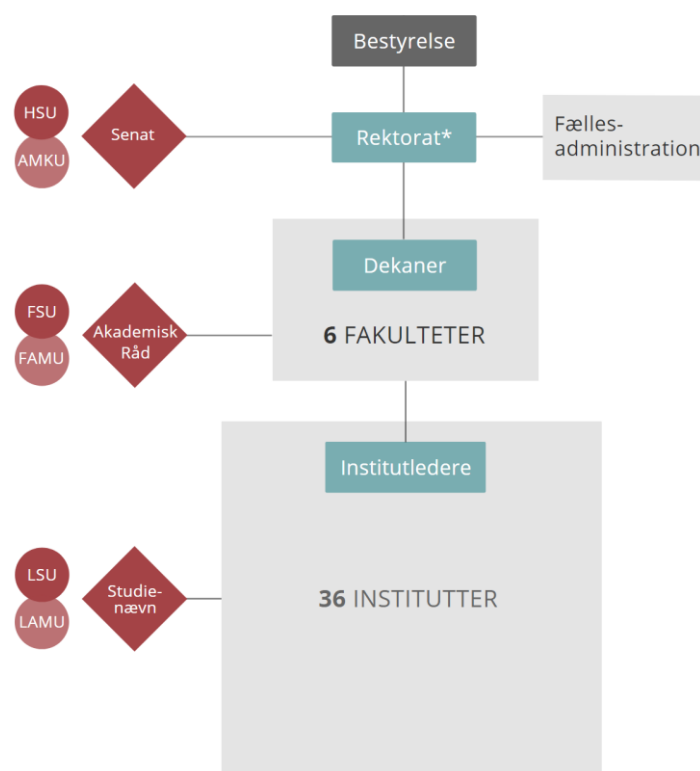 Bestyrelse
HSU
AMKU
Senat
Rektorat*
Fælles-
administration
Dekaner
6 FAKULTETER
FSU
FAMU
Akademisk
Råd
Institutledere
LSU
LAMU
Studie-
nævn
36 INSTITUTTER